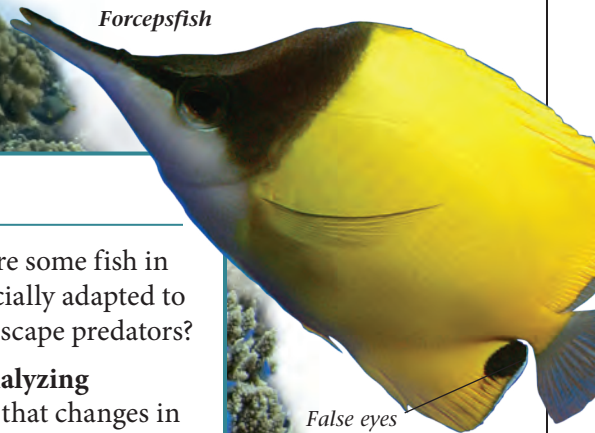 Forcepsfish
re some fish in
cially adapted to
scape predators?
alyzing
that changes in
False eyes